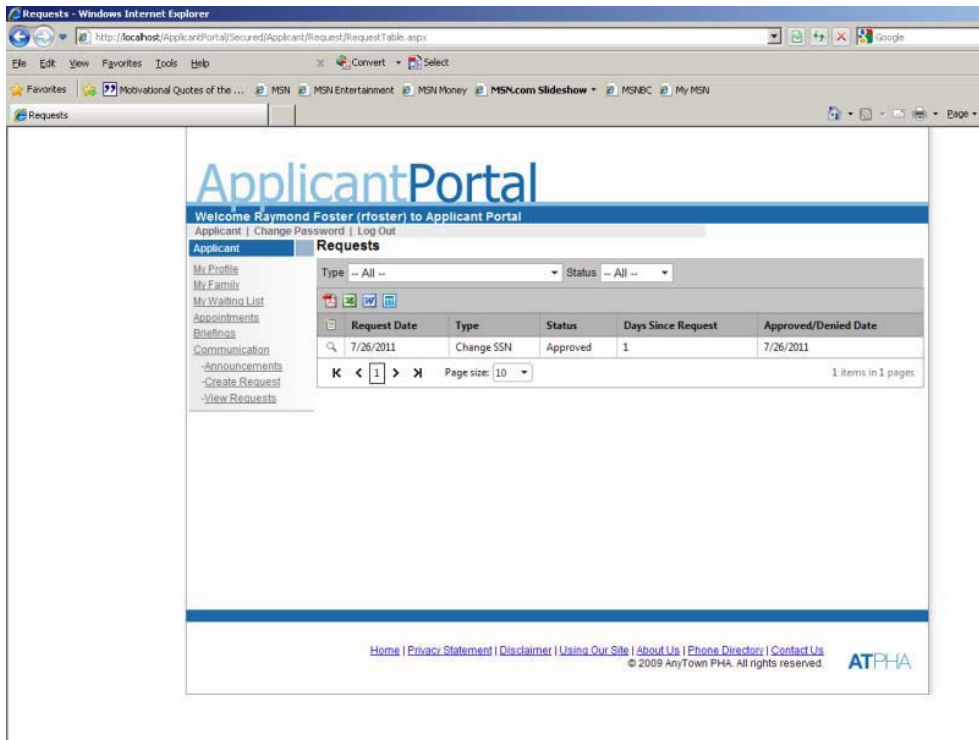 Requests - Windows Internet Explorer
http://localhost/ApplicantPortal/Secured/Applicant/Request/RequestTable.aspx
Google
File Edit View Favorites Tools Help
Convert Select
Favorites Motivational Quotes of the ... MSN MSN Entertainment MSN Money MSN.com Slideshow MSNBC My MSN
Requests
Page
ApplicantPortal
Welcome Raymond Foster (rfoster) to Applicant Portal
Applicant | Change Password | Log Out
Applicant
Requests
My Profile
My Family
My Waiting List
Appointments
Briefings
Communication
-Announcements
-Create Request
-View Requests
Type -- All -- Status -- All --
Request Date Type Status Days Since Request Approved/Denied Date
7/26/2011 Change SSN Approved 1 7/26/2011
1 Page size: 10 1 items in 1 pages
Home | Privacy Statement | Disclaimer | Using Our Site | About Us | Phone Directory | Contact Us
© 2009 AnyTown PHA. All rights reserved.
ATPHA